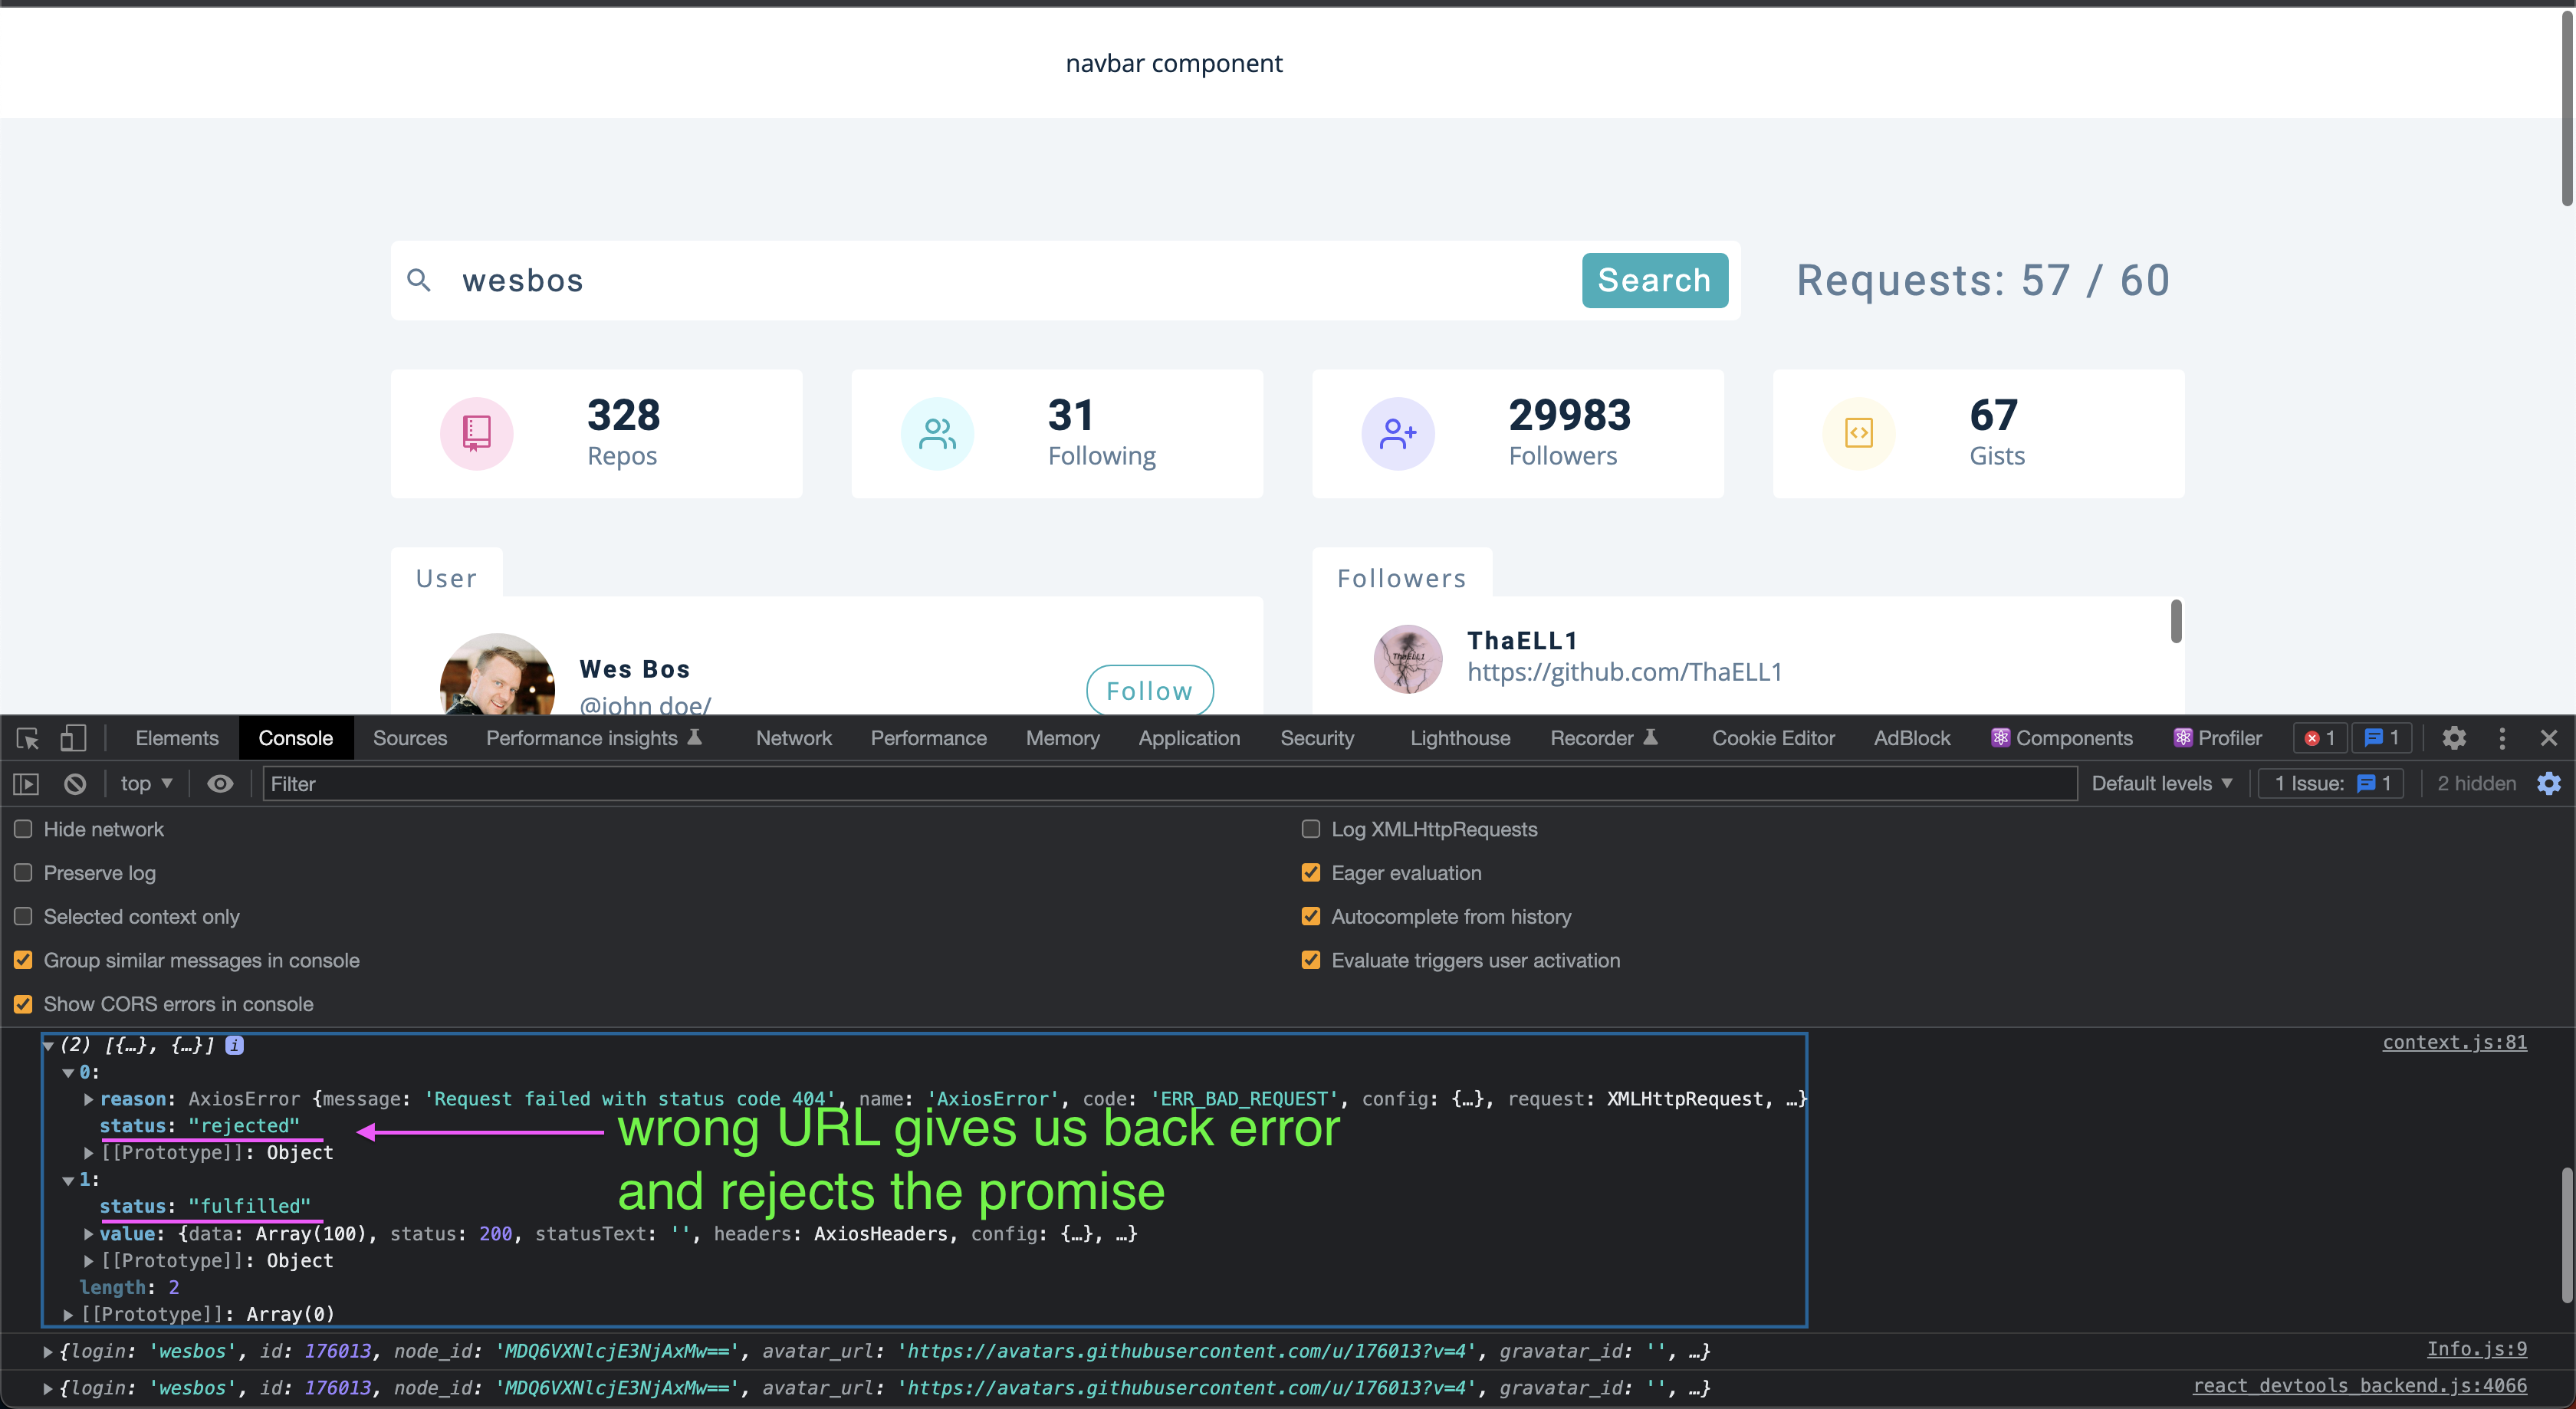 navbar component
wesbos
Search
Requests: 57 / 60
328
Repos
31
Following
29983
Followers
67
Gists
User
Followers
Wes Bos
@john doe/
Follow
ThaELL1
ThaELL1
https://github.com/ThaELL1
Elements Console Sources Performance insights Network Performance Memory Application Security Lighthouse Recorder Cookie Editor AdBlock Components Profiler 1 1
top Filter Default levels 1 Issue: 1 2 hidden
Hide network
Log XMLHttpRequests
Preserve log
Eager evaluation
Selected context only
Autocomplete from history
Group similar messages in console
Evaluate triggers user activation
Show CORS errors in console
(2) [{…}, {…}] i context.js:81
0:
reason: AxiosError {message: 'Request failed with status code 404', name: 'AxiosError', code: 'ERR_BAD_REQUEST', config: {…}, request: XMLHttpRequest, …}
status: "rejected"
wrong URL gives us back error
[[Prototype]]: Object
1:
and rejects the promise
status: "fulfilled"
value: {data: Array(100), status: 200, statusText: '', headers: AxiosHeaders, config: {…}, …}
[[Prototype]]: Object
length: 2
[[Prototype]]: Array(0)
{login: 'wesbos', id: 176013, node_id: 'MDQ6VXNlcjE3NjAxMw==', avatar_url: 'https://avatars.githubusercontent.com/u/176013?v=4', gravatar_id: '', …} Info.js:9
{login: 'wesbos', id: 176013, node_id: 'MDQ6VXNlcjE3NjAxMw==', avatar_url: 'https://avatars.githubusercontent.com/u/176013?v=4', gravatar_id: '', …} react_devtools_backend.js:4066